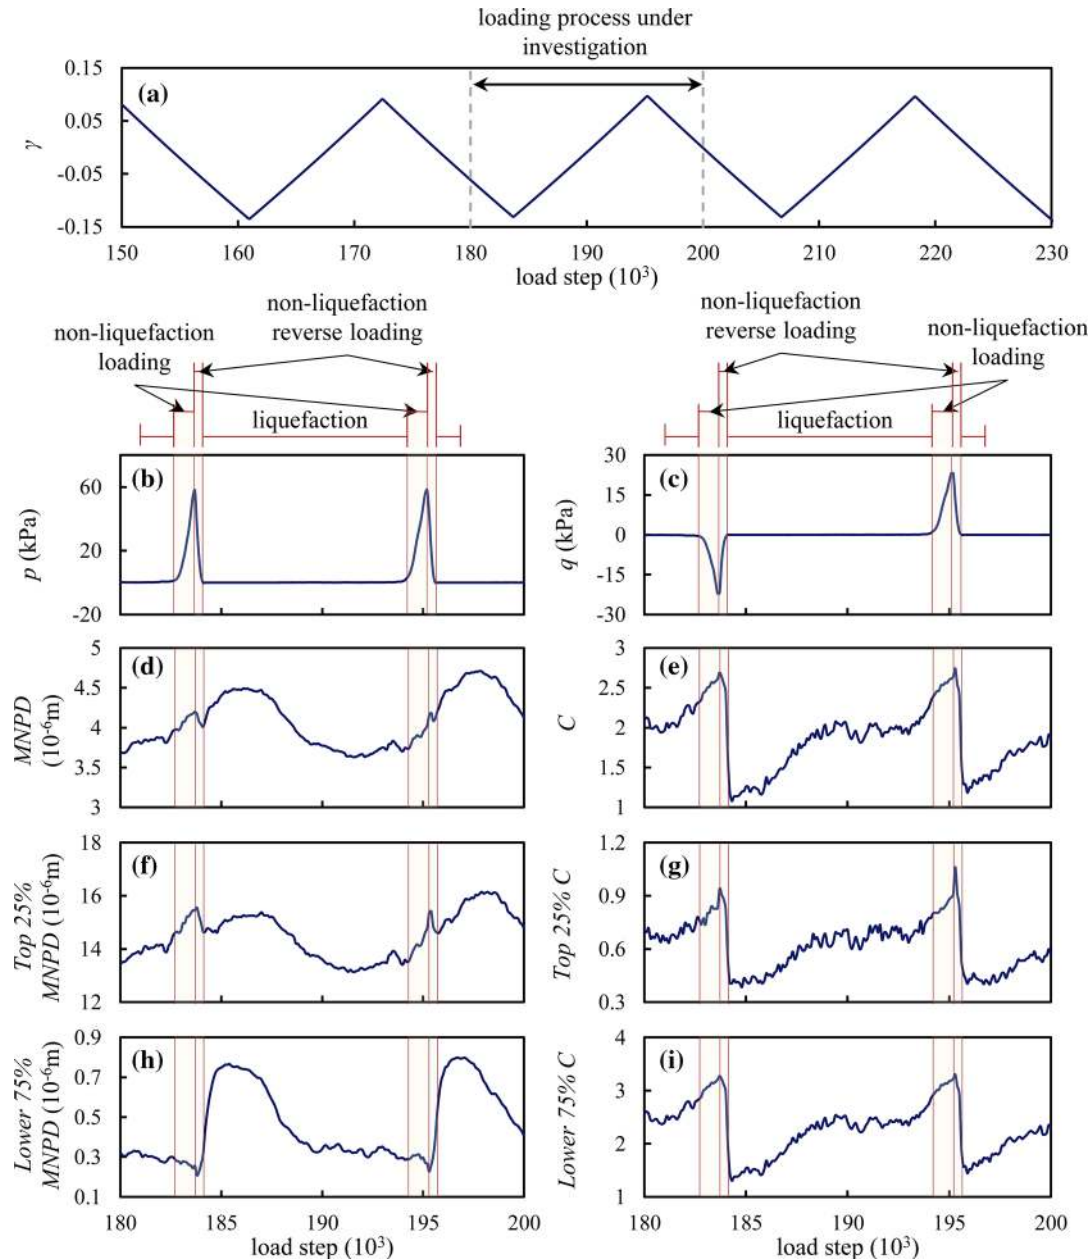 loading process under
investigation
0.15
(a)
0.05
γ
-0.05
-0.15
150 160 170 180 190 200 210 220 230
load step (10³)
non-liquefaction
reverse loading
non-liquefaction
loading
liquefaction
non-liquefaction
reverse loading
non-liquefaction
loading
liquefaction
(b)
60
20
-20
p (kPa)
(c)
30
15
0
-15
-30
q (kPa)
(d)
5
4.5
4
3.5
3
MNPD
(10⁻⁶m)
(e)
3
2.5
2
1.5
1
C
(f)
18
16
14
12
Top 25%
MNPD (10⁻⁶m)
(g)
1.2
0.9
0.6
0.3
Top 25% C
(h)
0.9
0.7
0.5
0.3
0.1
Lower 75%
MNPD (10⁻⁶m)
180 185 190 195 200
load step (10³)
(i)
4
3
2
1
Lower 75% C
180 185 190 195 200
load step (10³)